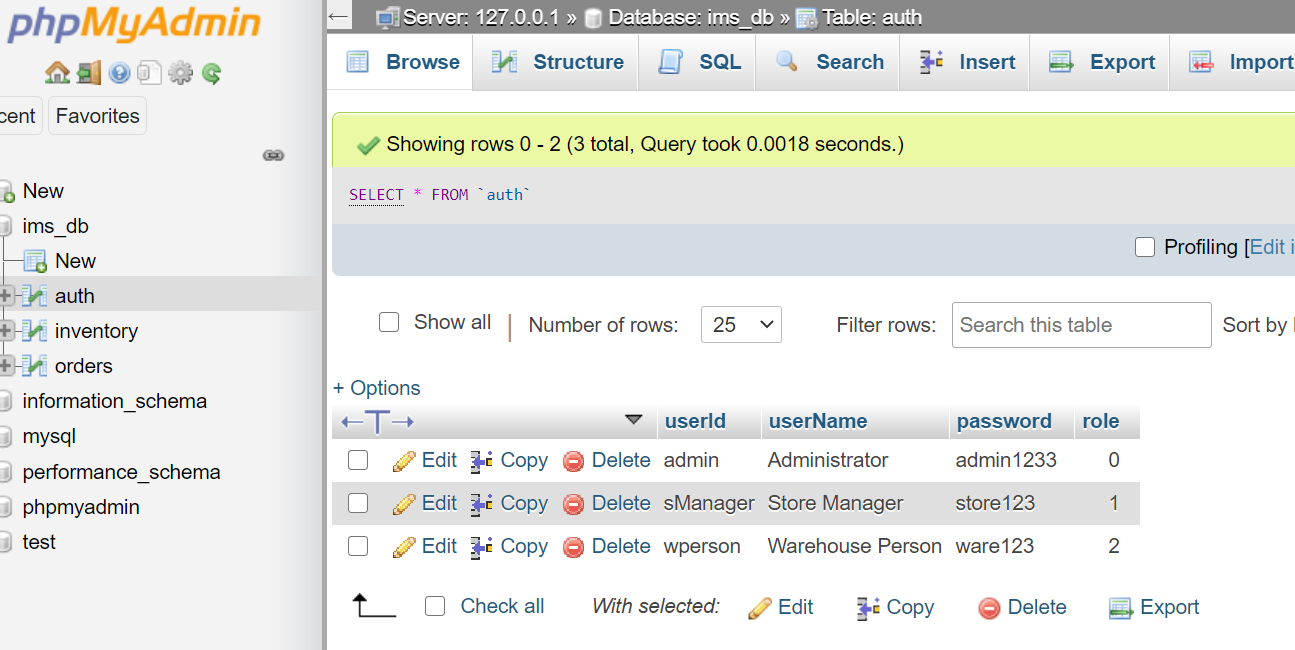 phpMyAdmin
cent Favorites
New
ims_db
New
auth
inventory
orders
information_schema
mysql
performance_schema
phpmyadmin
test
Server: 127.0.0.1 » Database: ims_db » Table: auth
Browse Structure SQL Search Insert Export Import
Showing rows 0 - 2 (3 total, Query took 0.0018 seconds.)
SELECT * FROM `auth`
Profiling [Edit i
Show all | Number of rows: 25 Filter rows: Search this table Sort by
+ Options
←T→ userId userName password role
Edit Copy Delete admin Administrator admin1233 0
Edit Copy Delete sManager Store Manager store123 1
Edit Copy Delete wperson Warehouse Person ware123 2
Check all With selected: Edit Copy Delete Export